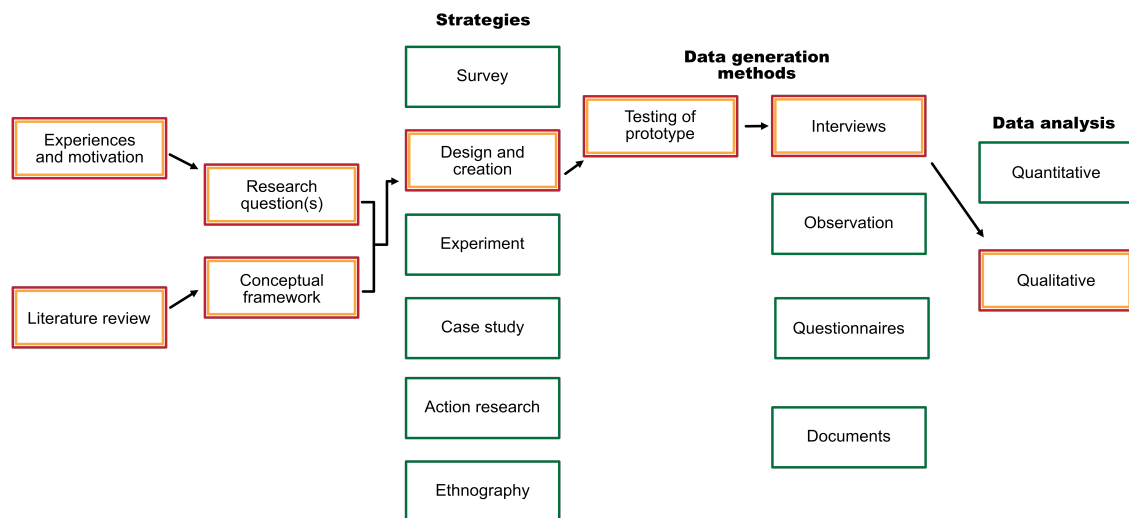 Strategies
Survey
Design and
creation
Experiment
Case study
Action research
Ethnography
Experiences
and motivation
Literature review
Research
question(s)
Conceptual
framework
Data generation
methods
Testing of
prototype
Interviews
Observation
Questionnaires
Documents
Data analysis
Quantitative
Qualitative